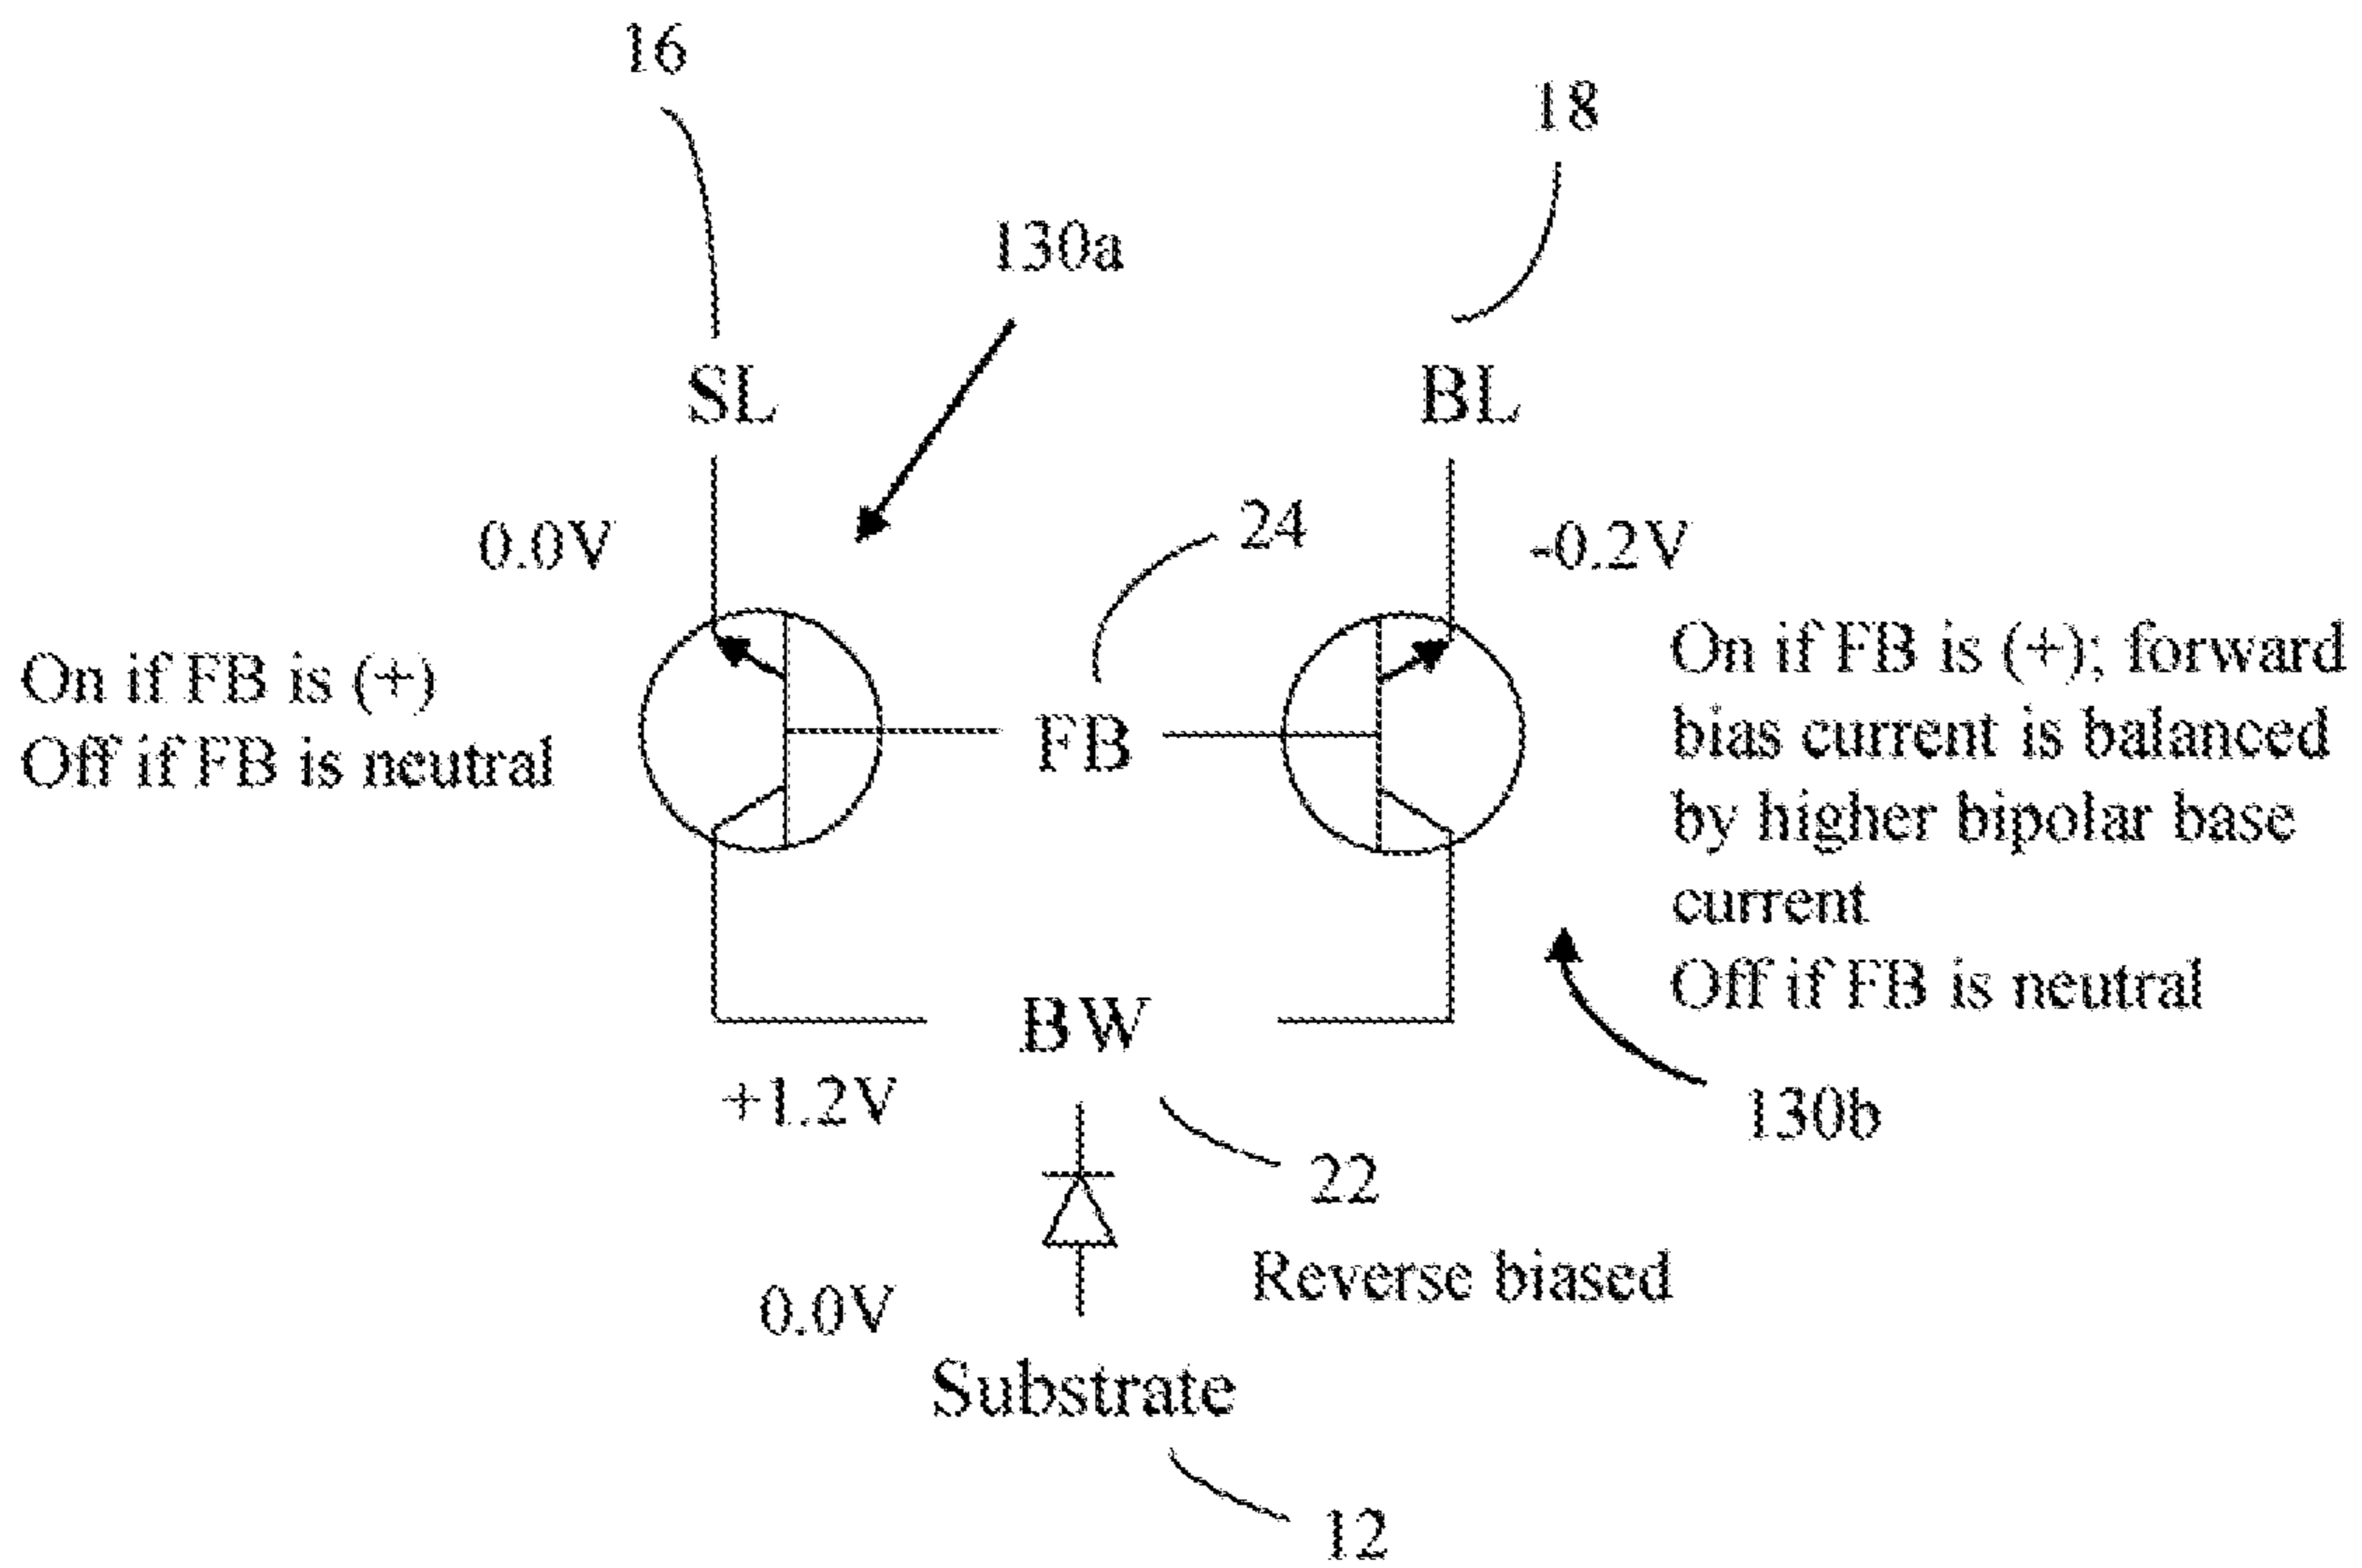 16
18
130a
SL
BL
24
0.0V
-0.2V
On if FB is (+)
Off if FB is neutral
FB
On if FB is (+); forward
bias current is balanced
by higher bipolar base
current
Off if FB is neutral
BW
+1.2V
130b
22
Reverse biased
0.0V
Substrate
12